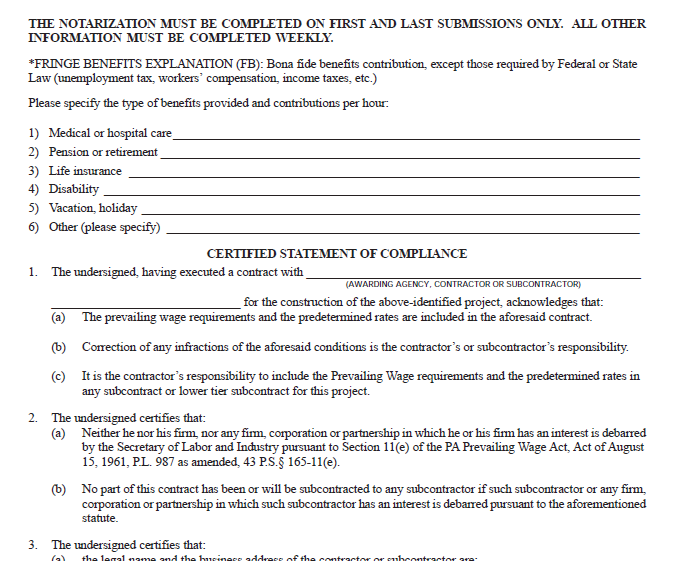 THE NOTARIZATION MUST BE COMPLETED ON FIRST AND LAST SUBMISSIONS ONLY. ALL OTHER
INFORMATION MUST BE COMPLETED WEEKLY.
*FRINGE BENEFITS EXPLANATION (FB): Bona fide benefits contribution, except those required by Federal or State
Law (unemployment tax, workers' compensation, income taxes, etc.)
Please specify the type of benefits provided and contributions per hour:
1) Medical or hospital care
2) Pension or retirement
3) Life insurance
4) Disability
5) Vacation, holiday
6) Other (please specify)
CERTIFIED STATEMENT OF COMPLIANCE
1. The undersigned, having executed a contract with
(AWARDING AGENCY, CONTRACTOR OR SUBCONTRACTOR)
for the construction of the above-identified project, acknowledges that:
(a) The prevailing wage requirements and the predetermined rates are included in the aforesaid contract.
(b) Correction of any infractions of the aforesaid conditions is the contractor's or subcontractor's responsibility.
(c) It is the contractor's responsibility to include the Prevailing Wage requirements and the predetermined rates in
any subcontract or lower tier subcontract for this project.
2. The undersigned certifies that:
(a) Neither he nor his firm, nor any firm, corporation or partnership in which he or his firm has an interest is debarred
by the Secretary of Labor and Industry pursuant to Section 11(e) of the PA Prevailing Wage Act, Act of August
15, 1961, P.L. 987 as amended, 43 P.S.§ 165-11(e).
(b) No part of this contract has been or will be subcontracted to any subcontractor if such subcontractor or any firm,
corporation or partnership in which such subcontractor has an interest is debarred pursuant to the aforementioned
statute.
3. The undersigned certifies that:
(a) the legal name and the business address of the contractor or subcontractor are: